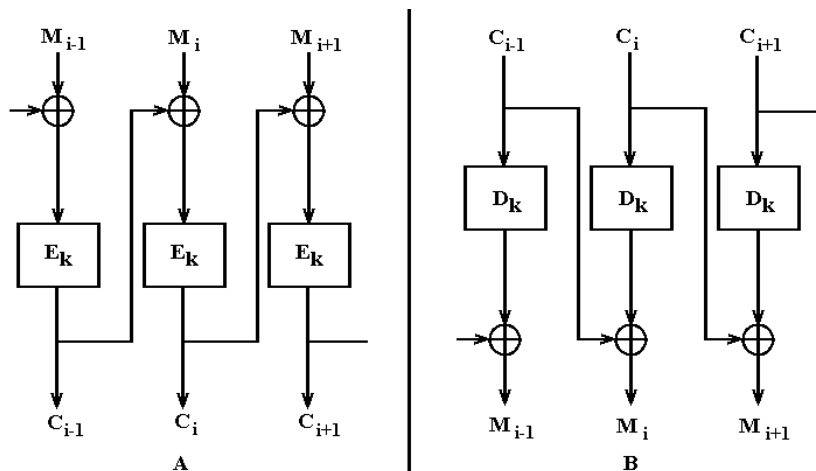 M i-1 M i M i+1
E k E k E k
C i-1 C i C i+1
A
C i-1 C i C i+1
D k D k D k
M i-1 M i M i+1
B